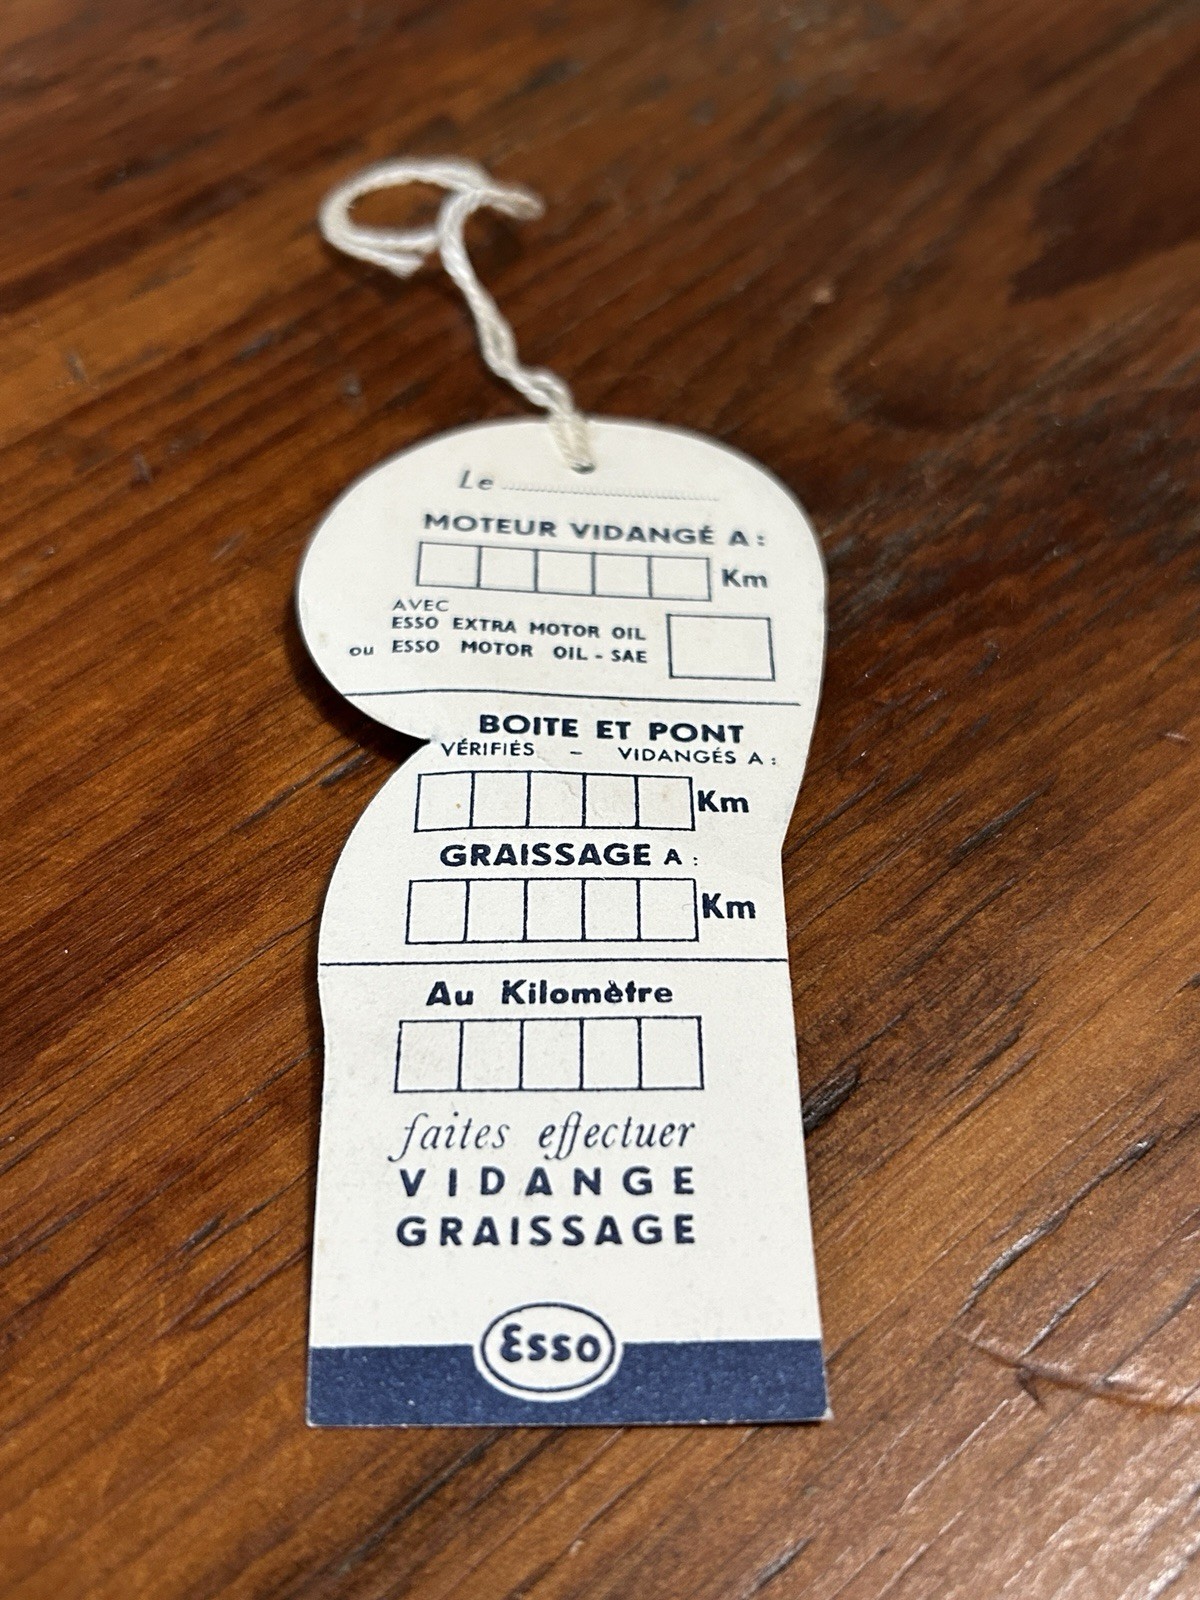 Le
MOTEUR VIDANGÉ A :
Km
AVEC
ESSO EXTRA MOTOR OIL
ou ESSO MOTOR OIL - SAE
BOITE ET PONT
VÉRIFIÉS - VIDANGÉS A :
Km
GRAISSAGE A :
Km
Au Kilomètre
faites effectuer
VIDANGE
GRAISSAGE
Esso